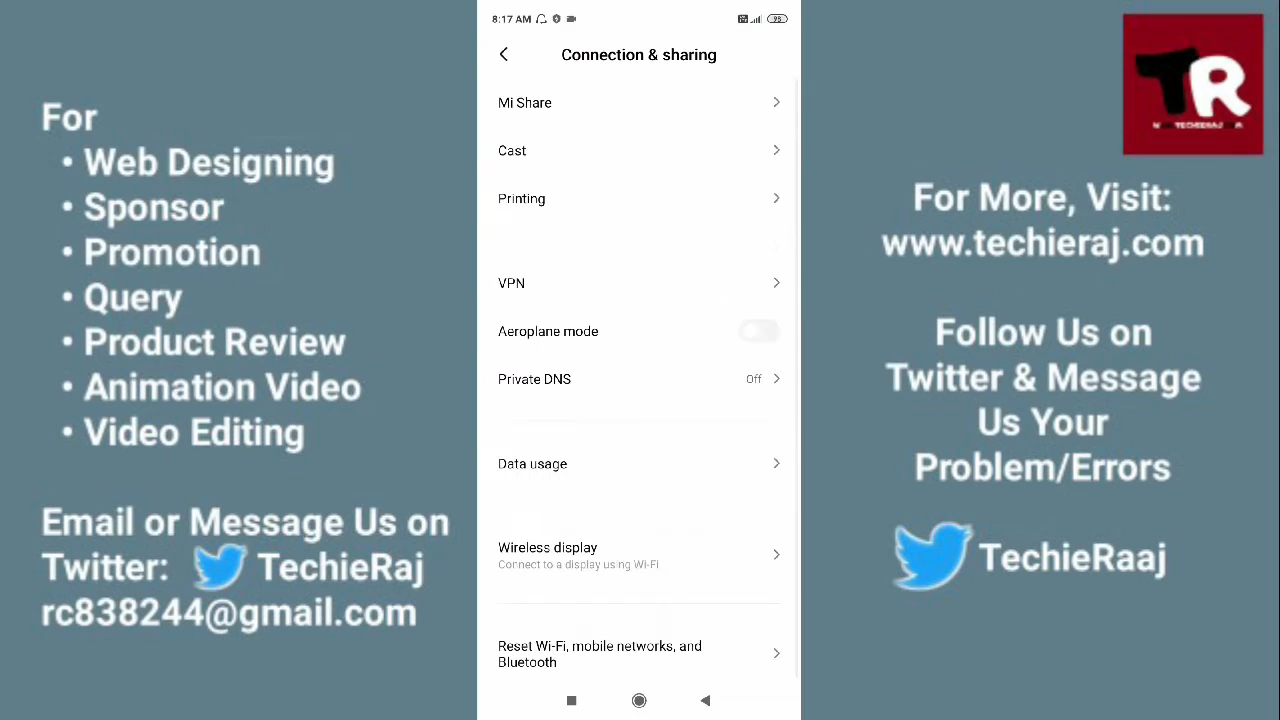 For
• Web Designing
• Sponsor
• Promotion
• Query
• Product Review
• Animation Video
• Video Editing
Email or Message Us on
Twitter: TechieRaj
rc838244@gmail.com
8:17 AM
98
Connection & sharing
Mi Share
Cast
Printing
VPN
Aeroplane mode
Private DNS
Off
Data usage
Wireless display
Connect to a display using Wi-Fi
Reset Wi-Fi, mobile networks, and
Bluetooth
TR
For More, Visit:
www.techieraj.com
Follow Us on
Twitter & Message
Us Your
Problem/Errors
TechieRaaj